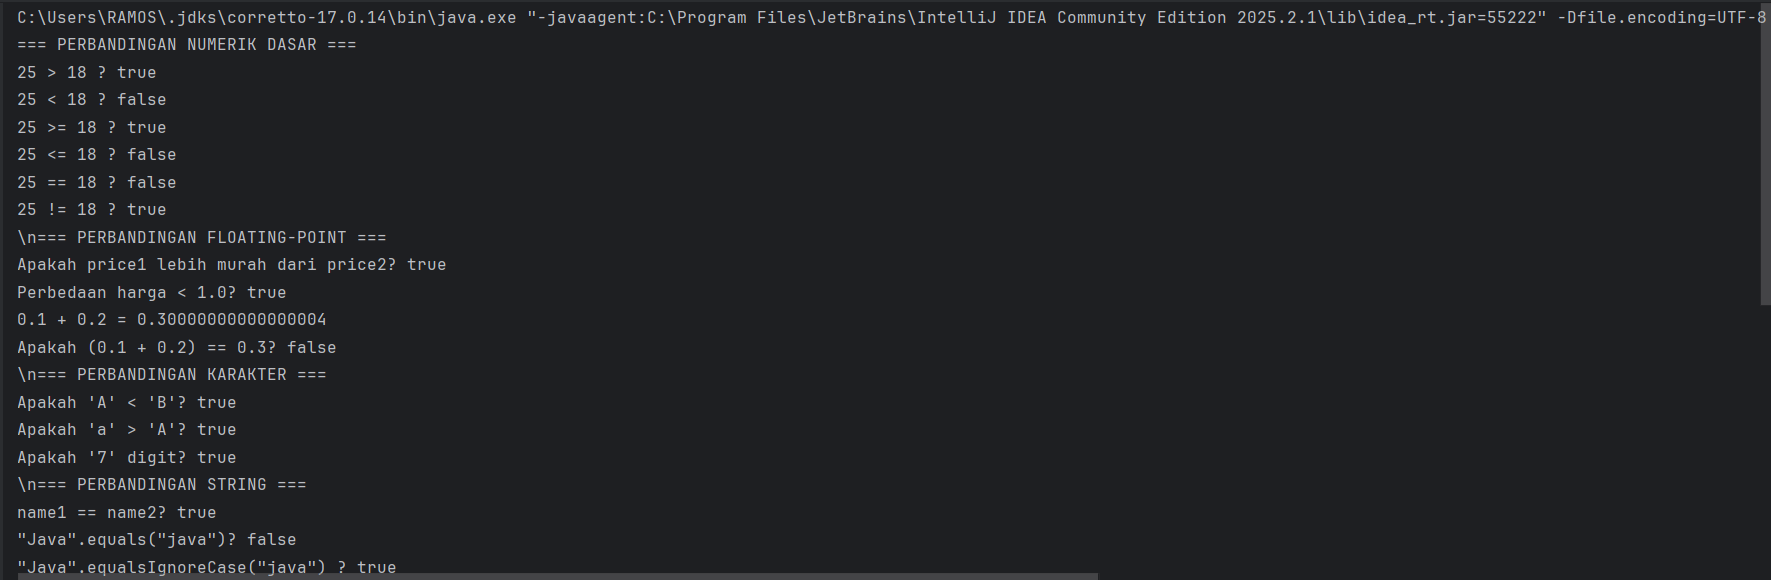 C:\Users\RAMOS\.jdks\corretto-17.0.14\bin\java.exe "-javaagent:C:\Program Files\JetBrains\IntelliJ IDEA Community Edition 2025.2.1\lib\idea_rt.jar=55222" -Dfile.encoding=UTF-8
=== PERBANDINGAN NUMERIK DASAR ===
25 > 18 ? true
25 < 18 ? false
25 >= 18 ? true
25 <= 18 ? false
25 == 18 ? false
25 != 18 ? true
\n=== PERBANDINGAN FLOATING-POINT ===
Apakah price1 lebih murah dari price2? true
Perbedaan harga < 1.0? true
0.1 + 0.2 = 0.30000000000000004
Apakah (0.1 + 0.2) == 0.3? false
\n=== PERBANDINGAN KARAKTER ===
Apakah 'A' < 'B'? true
Apakah 'a' > 'A'? true
Apakah '7' digit? true
\n=== PERBANDINGAN STRING ===
name1 == name2? true
"Java".equals("java")? false
"Java".equalsIgnoreCase("java") ? true